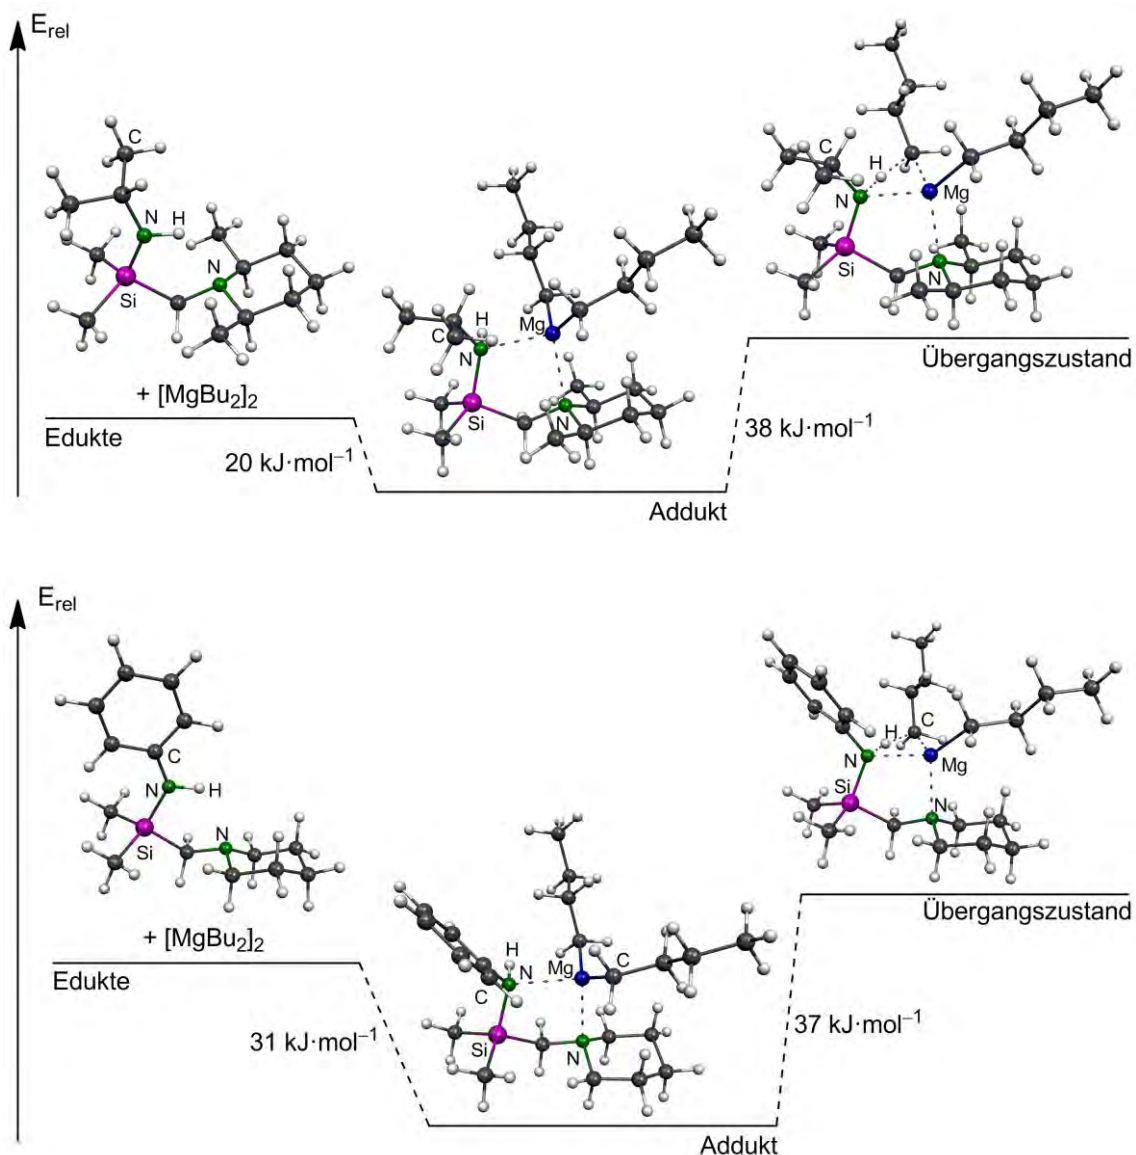 E_rel
C
N
H
N
Si
+ [MgBu₂]₂
Edukte
20 kJ·mol⁻¹
H
Mg
C
N
N
Si
Addukt
38 kJ·mol⁻¹
C
H
N
Mg
N
Si
Übergangszustand
E_rel
C
N
H
N
Si
+ [MgBu₂]₂
Edukte
31 kJ·mol⁻¹
H
Mg
C
N
C
Si
N
Addukt
37 kJ·mol⁻¹
H
C
N
Mg
Si
N
Übergangszustand